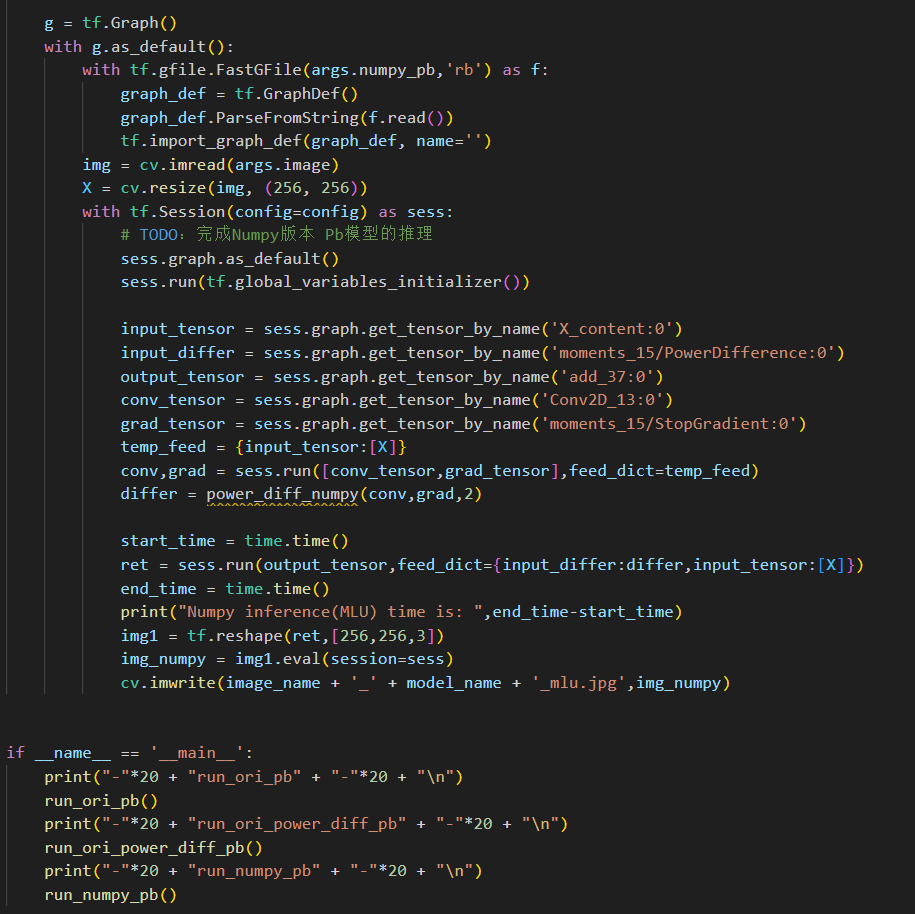 g = tf.Graph()
with g.as_default():
with tf.gfile.FastGFile(args.numpy_pb,'rb') as f:
graph_def = tf.GraphDef()
graph_def.ParseFromString(f.read())
tf.import_graph_def(graph_def, name='')
img = cv.imread(args.image)
X = cv.resize(img, (256, 256))
with tf.Session(config=config) as sess:
# TODO：完成Numpy版本 Pb模型的推理
sess.graph.as_default()
sess.run(tf.global_variables_initializer())
input_tensor = sess.graph.get_tensor_by_name('X_content:0')
input_differ = sess.graph.get_tensor_by_name('moments_15/PowerDifference:0')
output_tensor = sess.graph.get_tensor_by_name('add_37:0')
conv_tensor = sess.graph.get_tensor_by_name('Conv2D_13:0')
grad_tensor = sess.graph.get_tensor_by_name('moments_15/StopGradient:0')
temp_feed = {input_tensor:[X]}
conv,grad = sess.run([conv_tensor,grad_tensor],feed_dict=temp_feed)
differ = power_diff_numpy(conv,grad,2)
start_time = time.time()
ret = sess.run(output_tensor,feed_dict={input_differ:differ,input_tensor:[X]})
end_time = time.time()
print("Numpy inference(MLU) time is: ",end_time-start_time)
img1 = tf.reshape(ret,[256,256,3])
img_numpy = img1.eval(session=sess)
cv.imwrite(image_name + '_' + model_name + '_mlu.jpg',img_numpy)
if __name__ == '__main__':
print("-"*20 + "run_ori_pb" + "-"*20 + "\n")
run_ori_pb()
print("-"*20 + "run_ori_power_diff_pb" + "-"*20 + "\n")
run_ori_power_diff_pb()
print("-"*20 + "run_numpy_pb" + "-"*20 + "\n")
run_numpy_pb()